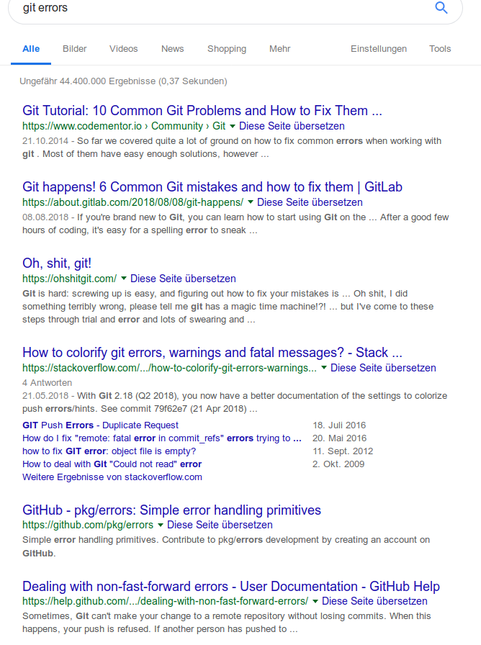 git errors
Alle Bilder Videos News Shopping Mehr Einstellungen Tools
Ungefähr 44.400.000 Ergebnisse (0,37 Sekunden)
Git Tutorial: 10 Common Git Problems and How to Fix Them ...
https://www.codementor.io › Community › Git ▾ Diese Seite übersetzen
21.10.2014 - So far we covered quite a lot of ground on how to fix common errors when working with
git . Most of them have easy enough solutions, however ...
Git happens! 6 Common Git mistakes and how to fix them | GitLab
https://about.gitlab.com/2018/08/08/git-happens/ ▾ Diese Seite übersetzen
08.08.2018 - If you're brand new to Git, you can learn how to start using Git on the ... After a good few
hours of coding, it's easy for a spelling error to sneak ...
Oh, shit, git!
https://ohshitgit.com/ ▾ Diese Seite übersetzen
Git is hard: screwing up is easy, and figuring out how to fix your mistakes is ... Oh shit, I did
something terribly wrong, please tell me git has a magic time machine!?! ... but I've come to these
steps through trial and error and lots of swearing and ...
How to colorify git errors, warnings and fatal messages? - Stack ...
https://stackoverflow.com/.../how-to-colorify-git-errors-warnings... ▾ Diese Seite übersetzen
4 Antworten
21.05.2018 - With Git 2.18 (Q2 2018), you now have a better documentation of the settings to colorize
push errors/hints. See commit 79f62e7 (21 Apr 2018) ...
GIT Push Errors - Duplicate Request 18. Juli 2016
How do I fix "remote: fatal error in commit_refs" errors trying to ... 20. Mai 2016
how to fix GIT error: object file is empty? 11. Sept. 2012
How to deal with Git "Could not read" error 2. Okt. 2009
Weitere Ergebnisse von stackoverflow.com
GitHub - pkg/errors: Simple error handling primitives
https://github.com/pkg/errors ▾ Diese Seite übersetzen
Simple error handling primitives. Contribute to pkg/errors development by creating an account on
GitHub.
Dealing with non-fast-forward errors - User Documentation - GitHub Help
https://help.github.com/.../dealing-with-non-fast-forward-errors/ ▾ Diese Seite übersetzen
Sometimes, Git can't make your change to a remote repository without losing commits. When this
happens, your push is refused. If another person has pushed to ...